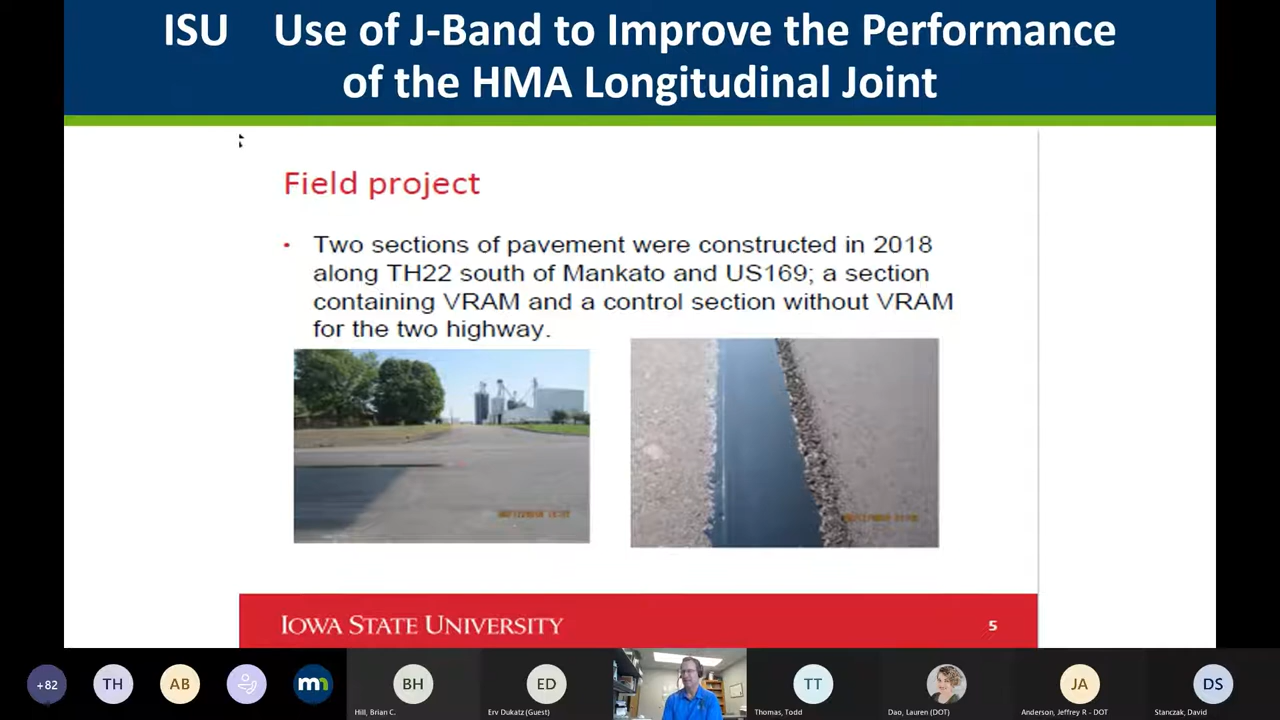 ISU Use of J-Band to Improve the Performance
of the HMA Longitudinal Joint
Field project
• Two sections of pavement were constructed in 2018
along TH22 south of Mankato and US169; a section
containing VRAM and a control section without VRAM
for the two highway.
IOWA STATE UNIVERSITY
5
+82
TH
AB
mn
BH
Hill, Brian C.
ED
Erv Dukatz (Guest)
TT
Thomas, Todd
Dao, Lauren (DOT)
JA
Anderson, Jeffrey R - DOT
DS
Stanczak, David